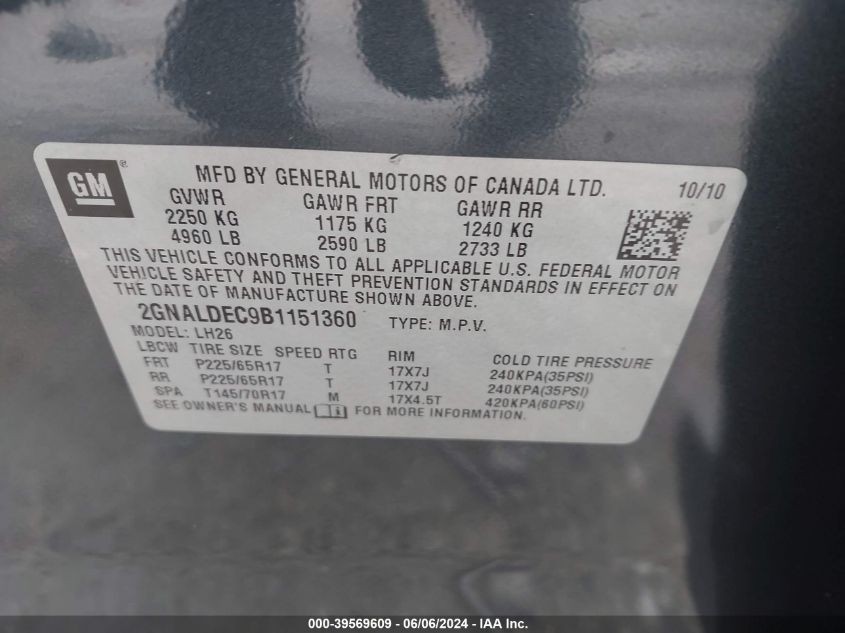 GM®
MFD BY GENERAL MOTORS OF CANADA LTD. 10/10
GVWR GAWR FRT GAWR RR
2250 KG 1175 KG 1240 KG
4960 LB 2590 LB 2733 LB
THIS VEHICLE CONFORMS TO ALL APPLICABLE U.S. FEDERAL MOTOR
VEHICLE SAFETY AND THEFT PREVENTION STANDARDS IN EFFECT ON
THE DATE OF MANUFACTURE SHOWN ABOVE.
2GNALDEC9B1151360 TYPE: M.P.V.
MODEL: LH26
LBCW TIRE SIZE SPEED RTG RIM COLD TIRE PRESSURE
FRT P225/65R17 T 17X7J 240KPA(35PSI)
RR P225/65R17 T 17X7J 240KPA(35PSI)
SPA T145/70R17 M 17X4.5T 420KPA(60PSI)
SEE OWNER'S MANUAL FOR MORE INFORMATION.
000-39569609 - 06/06/2024 - IAA Inc.